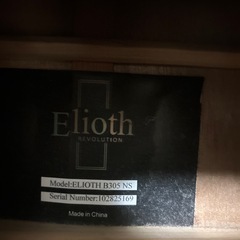 Elioth
REVOLUTION
Model:ELIOTH B305 NS
Serial Number:102825169
Made in China